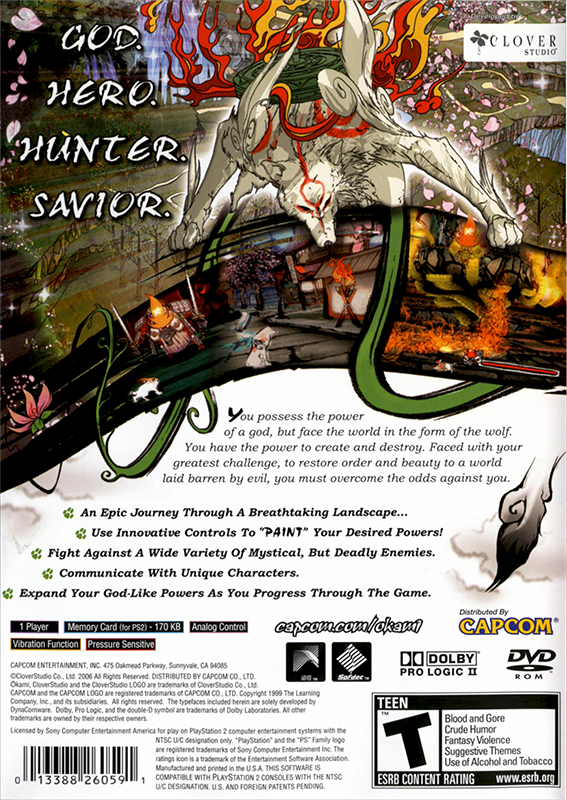 Developed by
CLOVER
STUDIO
GOD.
HERO.
HUNTER.
SAVIOR.
You possess the power
of a god, but face the world in the form of the wolf.
You have the power to create and destroy. Faced with your
greatest challenge, to restore order and beauty to a world
laid barren by evil, you must overcome the odds against you.
An Epic Journey Through A Breathtaking Landscape...
Use Innovative Controls To "PAINT" Your Desired Powers!
Fight Against A Wide Variety Of Mystical, But Deadly Enemies.
Communicate With Unique Characters.
Expand Your God-Like Powers As You Progress Through The Game.
1 Player
Memory Card (for PS2) - 170 KB
Analog Control
Vibration Function
Pressure Sensitive
capcom.com/okami
Distributed By
CAPCOM®
Sofdec
DOLBY
PRO LOGIC II
DVD
ROM
CAPCOM ENTERTAINMENT, INC. 475 Oakmead Parkway, Sunnyvale, CA 94085
©CloverStudio Co., Ltd. 2006 All Rights Reserved. DISTRIBUTED BY CAPCOM CO., LTD.
Ōkami, CloverStudio and the CloverStudio LOGO are registered trademarks of CloverStudio Co., Ltd.
CAPCOM and the CAPCOM LOGO are registered trademarks of CAPCOM CO., LTD. Copyright 1999 The Learning
Company, Inc., and its subsidiaries. All rights reserved. The typefaces included herein are solely developed by
DynaComware. Dolby, Pro Logic, and the double-D symbol are trademarks of Dolby Laboratories. All other
trademarks are owned by their respective owners.
Licensed by Sony Computer Entertainment America for play on PlayStation 2 computer entertainment systems with the
NTSC U/C designation only. "PlayStation" and the "PS" Family logo
are registered trademarks of Sony Computer Entertainment Inc. The
ratings icon is a trademark of the Entertainment Software Association.
Manufactured and printed in the U.S.A. THIS SOFTWARE IS
COMPATIBLE WITH PLAYSTATION 2 CONSOLES WITH THE NTSC
U/C DESIGNATION. U.S. AND FOREIGN PATENTS PENDING.
0 13388 26059 1
TEEN
T
Blood and Gore
Crude Humor
Fantasy Violence
Suggestive Themes
Use of Alcohol and Tobacco
ESRB CONTENT RATING www.esrb.org